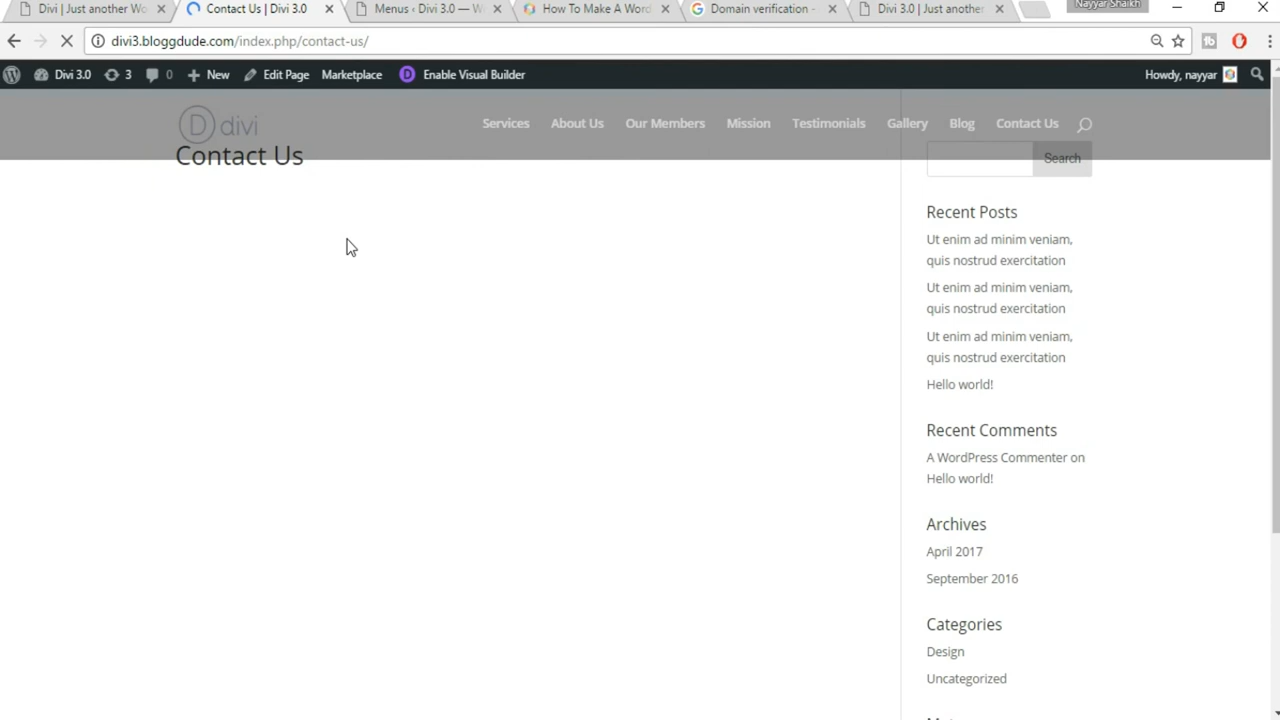 Divi | Just another Wo
Contact Us | Divi 3.0
Menus ‹ Divi 3.0 — W
How To Make A Word
Domain verification -
Divi 3.0 | Just another
Nayyar Shaikh
divi3.bloggdude.com/index.php/contact-us/
Divi 3.0 3 0 New Edit Page Marketplace D Enable Visual Builder Howdy, nayyar
D divi
Services About Us Our Members Mission Testimonials Gallery Blog Contact Us
Contact Us
Search
Recent Posts
Ut enim ad minim veniam,
quis nostrud exercitation
Ut enim ad minim veniam,
quis nostrud exercitation
Ut enim ad minim veniam,
quis nostrud exercitation
Hello world!
Recent Comments
A WordPress Commenter on
Hello world!
Archives
April 2017
September 2016
Categories
Design
Uncategorized